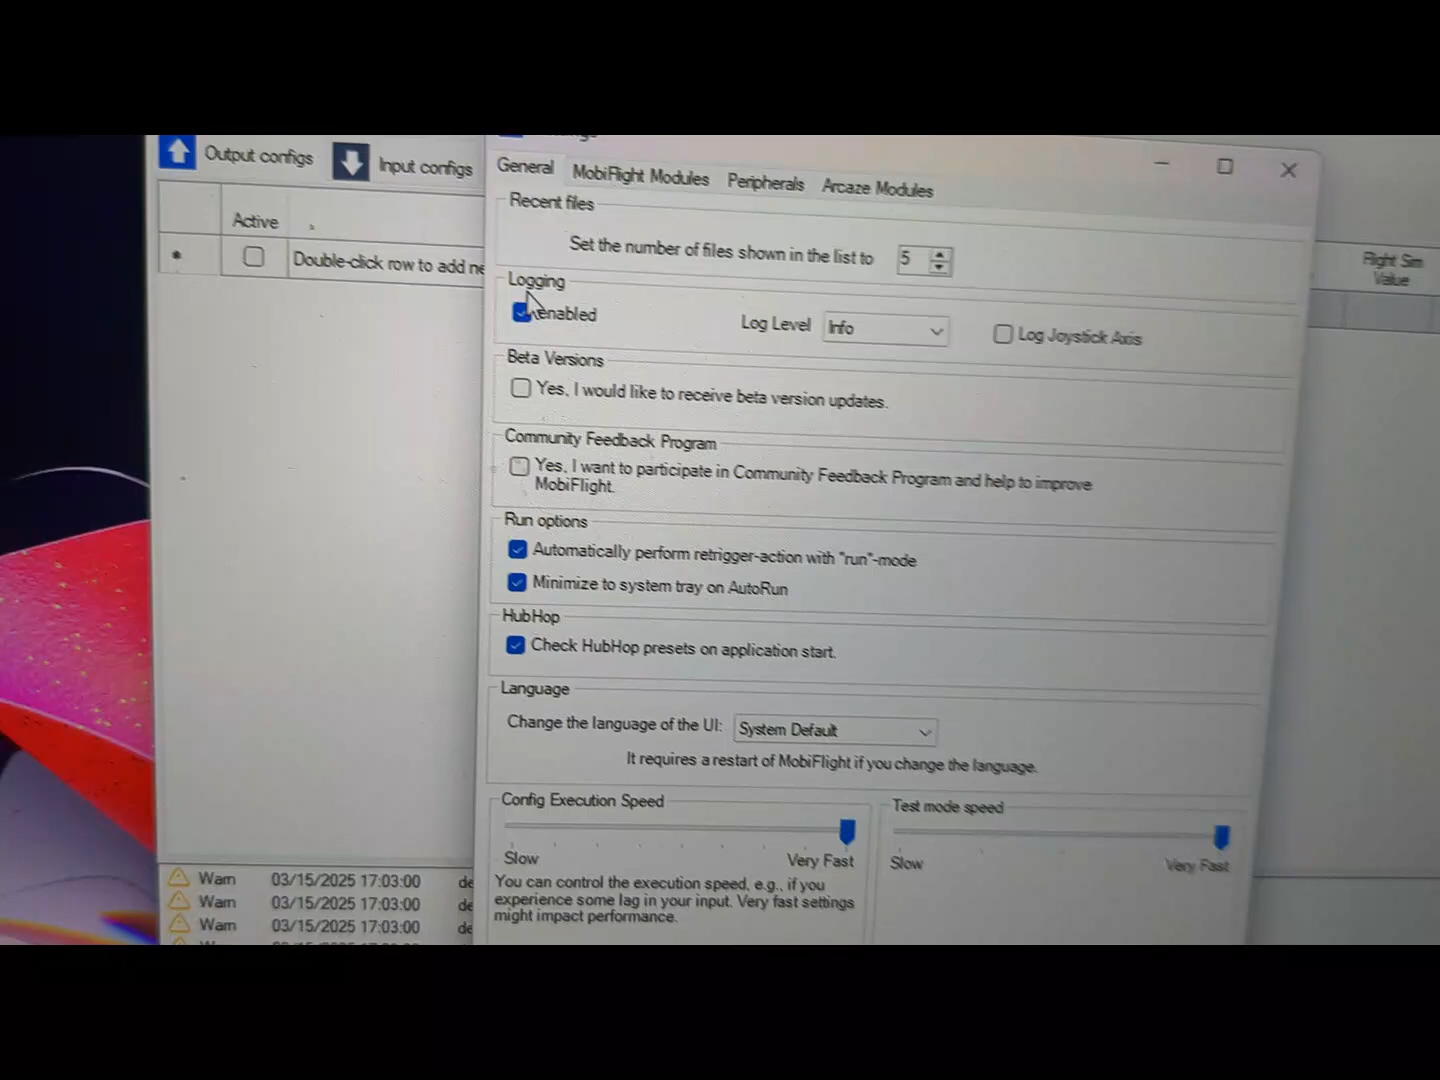 Output configs
Input configs
Active
Double-click row to add ne
General
MobiFlight Modules
Peripherals
Arcaze Modules
Recent files
Set the number of files shown in the list to 5
Logging
enabled
Log Level Info
Log Joystick Axis
Beta Versions
Yes, I would like to receive beta version updates.
Community Feedback Program
Yes, I want to participate in Community Feedback Program and help to improve
MobiFlight.
Run options
Automatically perform retrigger-action with "run"-mode
Minimize to system tray on AutoRun
HubHop
Check HubHop presets on application start.
Language
Change the language of the UI: System Default
It requires a restart of MobiFlight if you change the language.
Config Execution Speed
Slow
Very Fast
You can control the execution speed, e.g., if you
experience some lag in your input. Very fast settings
might impact performance.
Test mode speed
Slow
Very Fast
Flight Sim
Value
Warn 03/15/2025 17:03:00 de
Warn 03/15/2025 17:03:00 de
Warn 03/15/2025 17:03:00 de